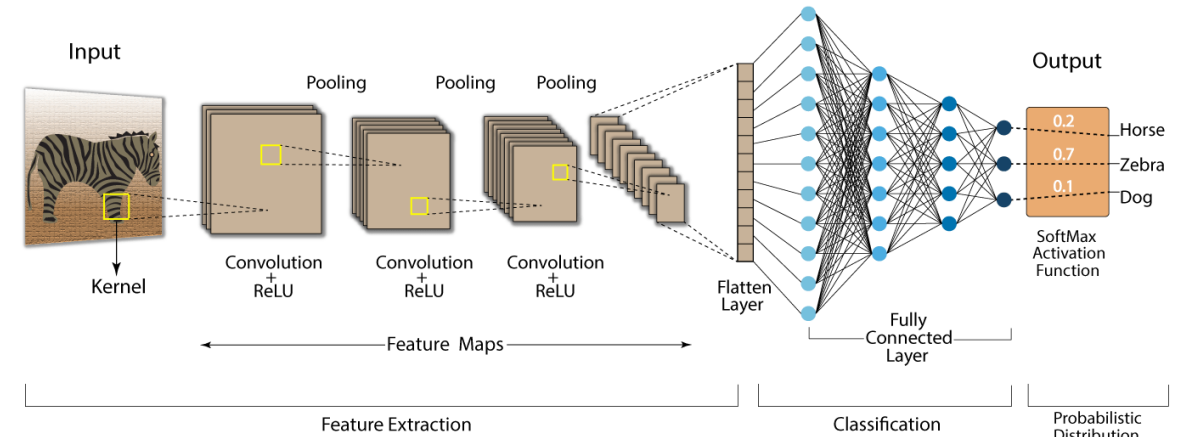 Input
Pooling
Pooling
Pooling
Output
0.2
Horse
0.7
Zebra
0.1
Dog
SoftMax
Activation
Function
Kernel
Convolution
+
ReLU
Convolution
+
ReLU
Convolution
+
ReLU
Flatten
Layer
Fully
Connected
Layer
Feature Maps
Feature Extraction
Classification
Probabilistic
Distribution